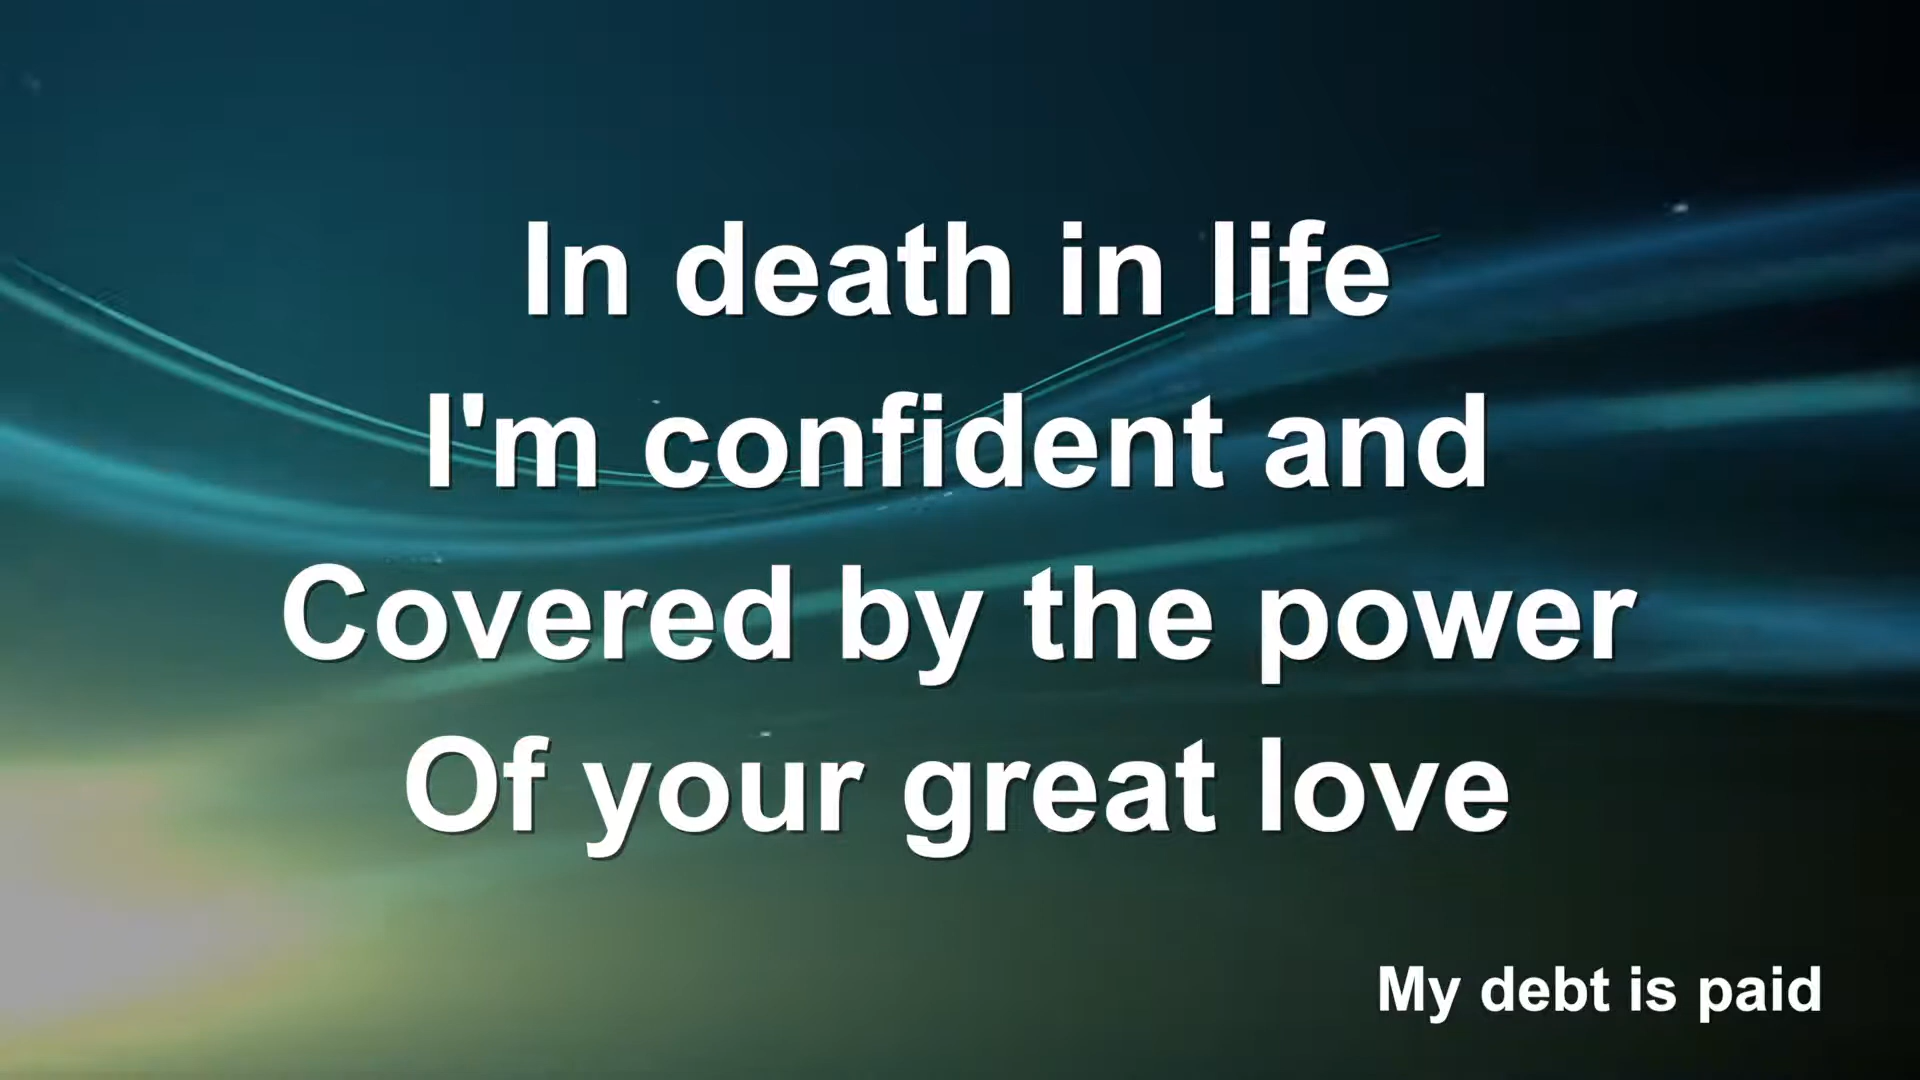 In death in life
I'm confident and
Covered by the power
Of your great love
My debt is paid